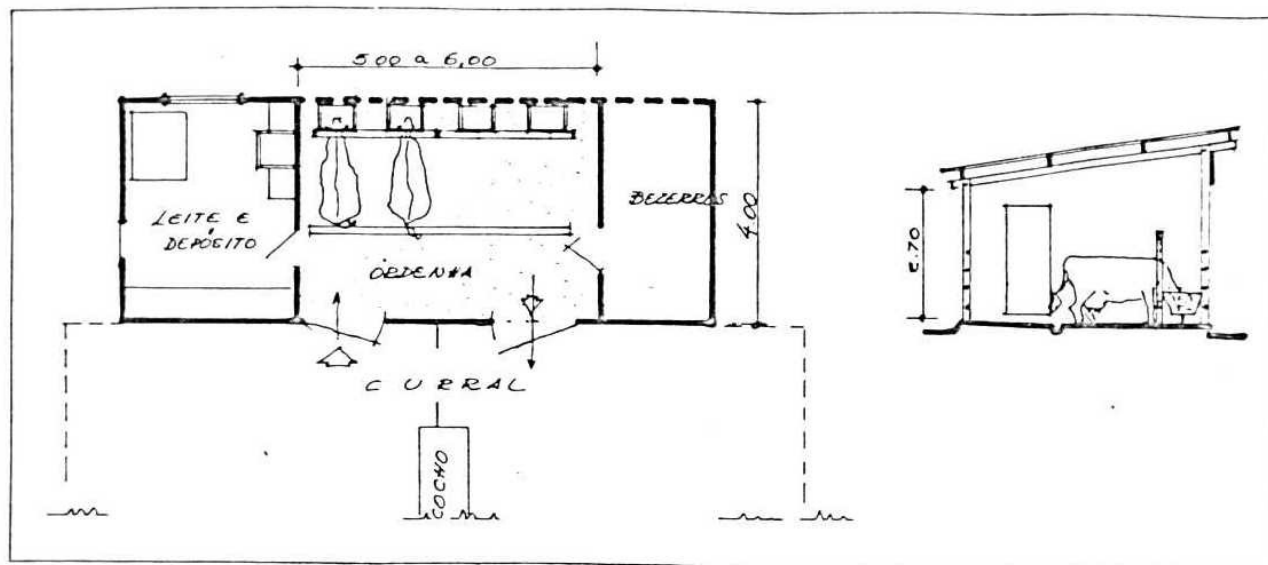 5.00 a 6,00
LEITE E
DEPÓSITO
ORDENHA
BEZERROS
4.00
2.70
CURRAL
COCHO